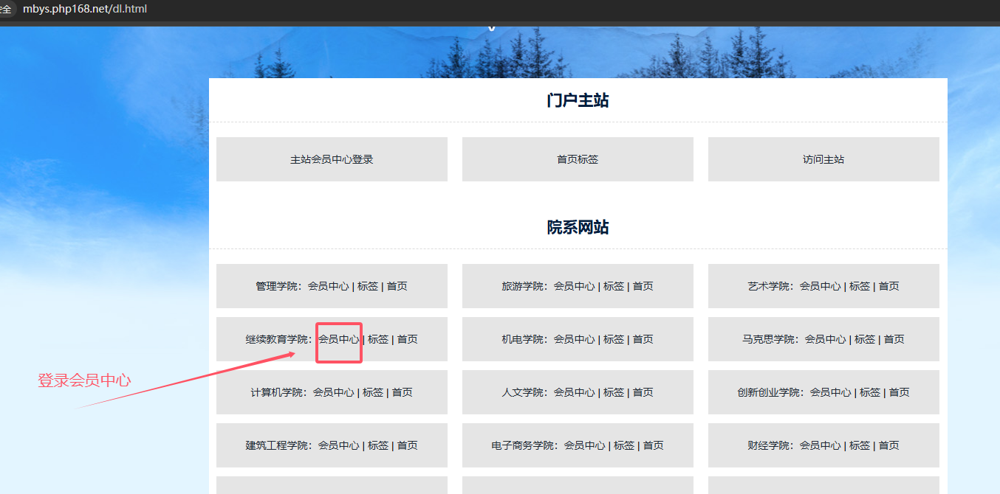 安全 mbys.php168.net/dl.html
门户主站
主站会员中心登录
首页标签
访问主站
院系网站
管理学院：会员中心 | 标签 | 首页
旅游学院：会员中心 | 标签 | 首页
艺术学院：会员中心 | 标签 | 首页
继续教育学院：会员中心 | 标签 | 首页
机电学院：会员中心 | 标签 | 首页
马克思学院：会员中心 | 标签 | 首页
登录会员中心
计算机学院：会员中心 | 标签 | 首页
人文学院：会员中心 | 标签 | 首页
创新创业学院：会员中心 | 标签 | 首页
建筑工程学院：会员中心 | 标签 | 首页
电子商务学院：会员中心 | 标签 | 首页
财经学院：会员中心 | 标签 | 首页